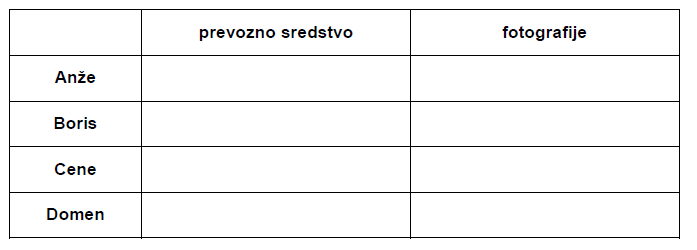 prevozno sredstvo fotografije
Anže
Boris
Cene
Domen